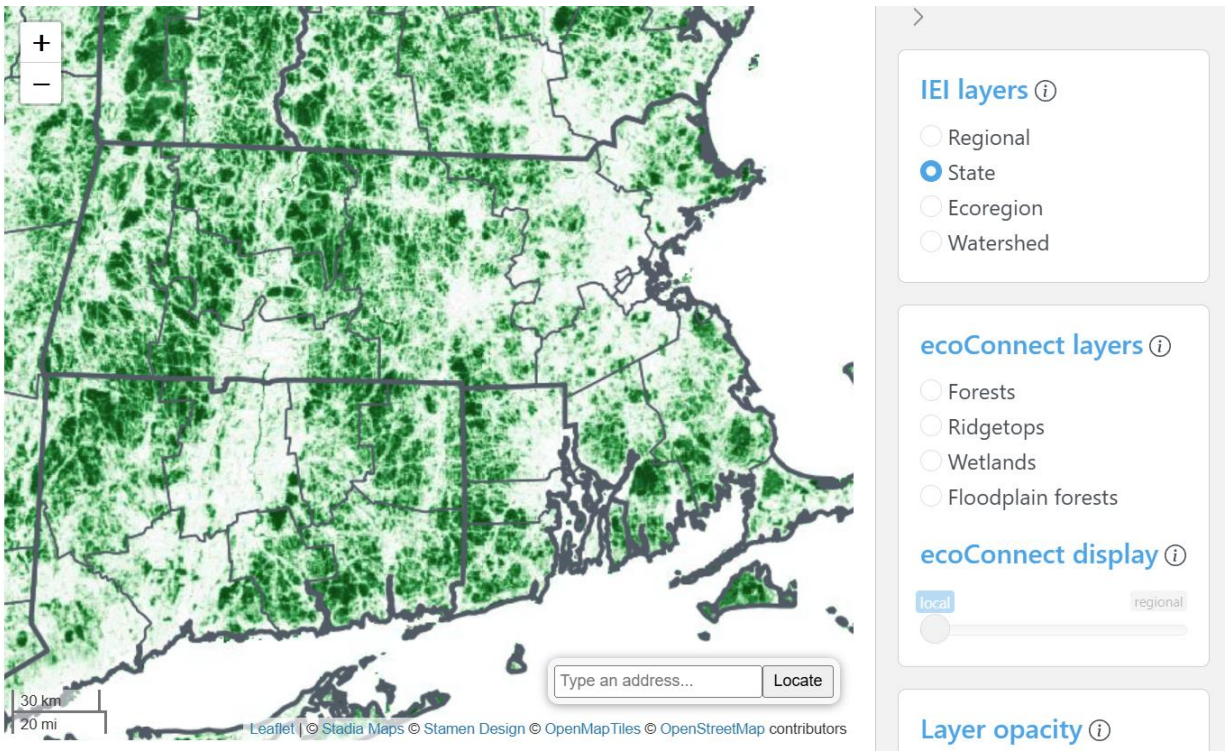 +
−
IEI layers i
Regional
State
Ecoregion
Watershed
ecoConnect layers i
Forests
Ridgetops
Wetlands
Floodplain forests
ecoConnect display i
local regional
Layer opacity i
30 km
20 mi
Type an address... Locate
Leaflet | © Stadia Maps © Stamen Design © OpenMapTiles © OpenStreetMap contributors